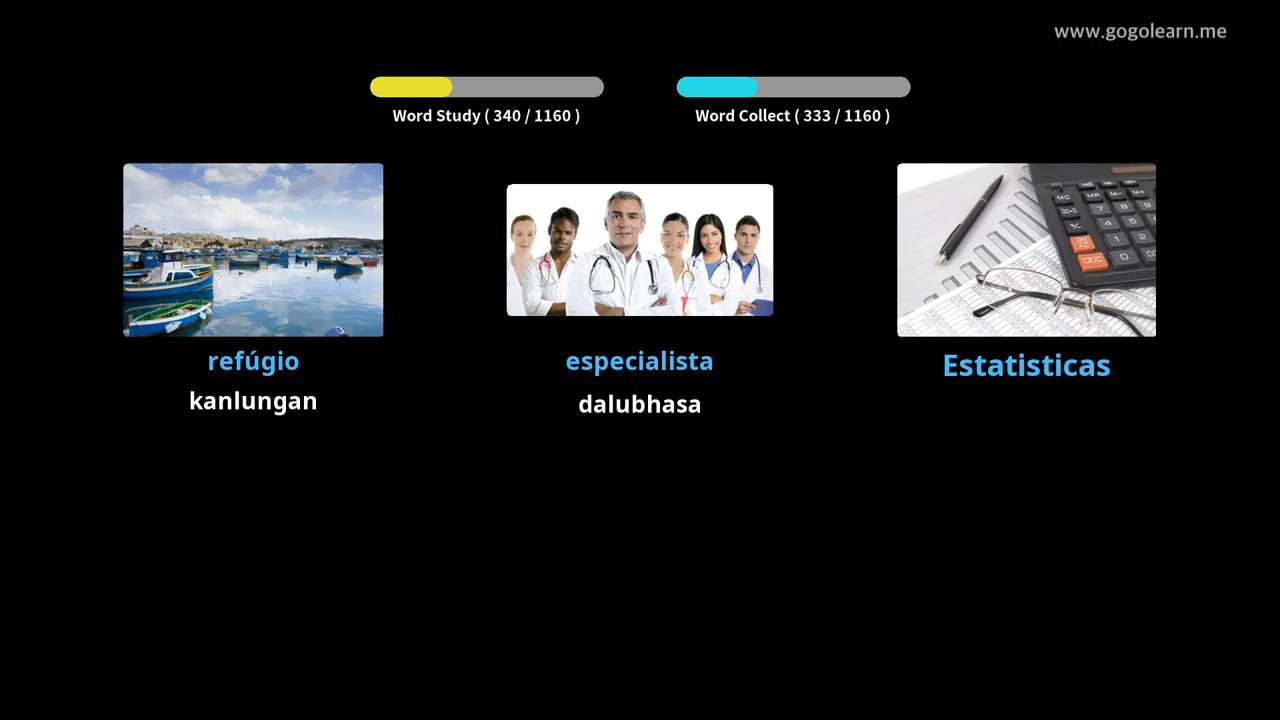 www.gogolearn.me
Word Study ( 340 / 1160 )
Word Collect ( 333 / 1160 )
refúgio
kanlungan
especialista
dalubhasa
Estatisticas